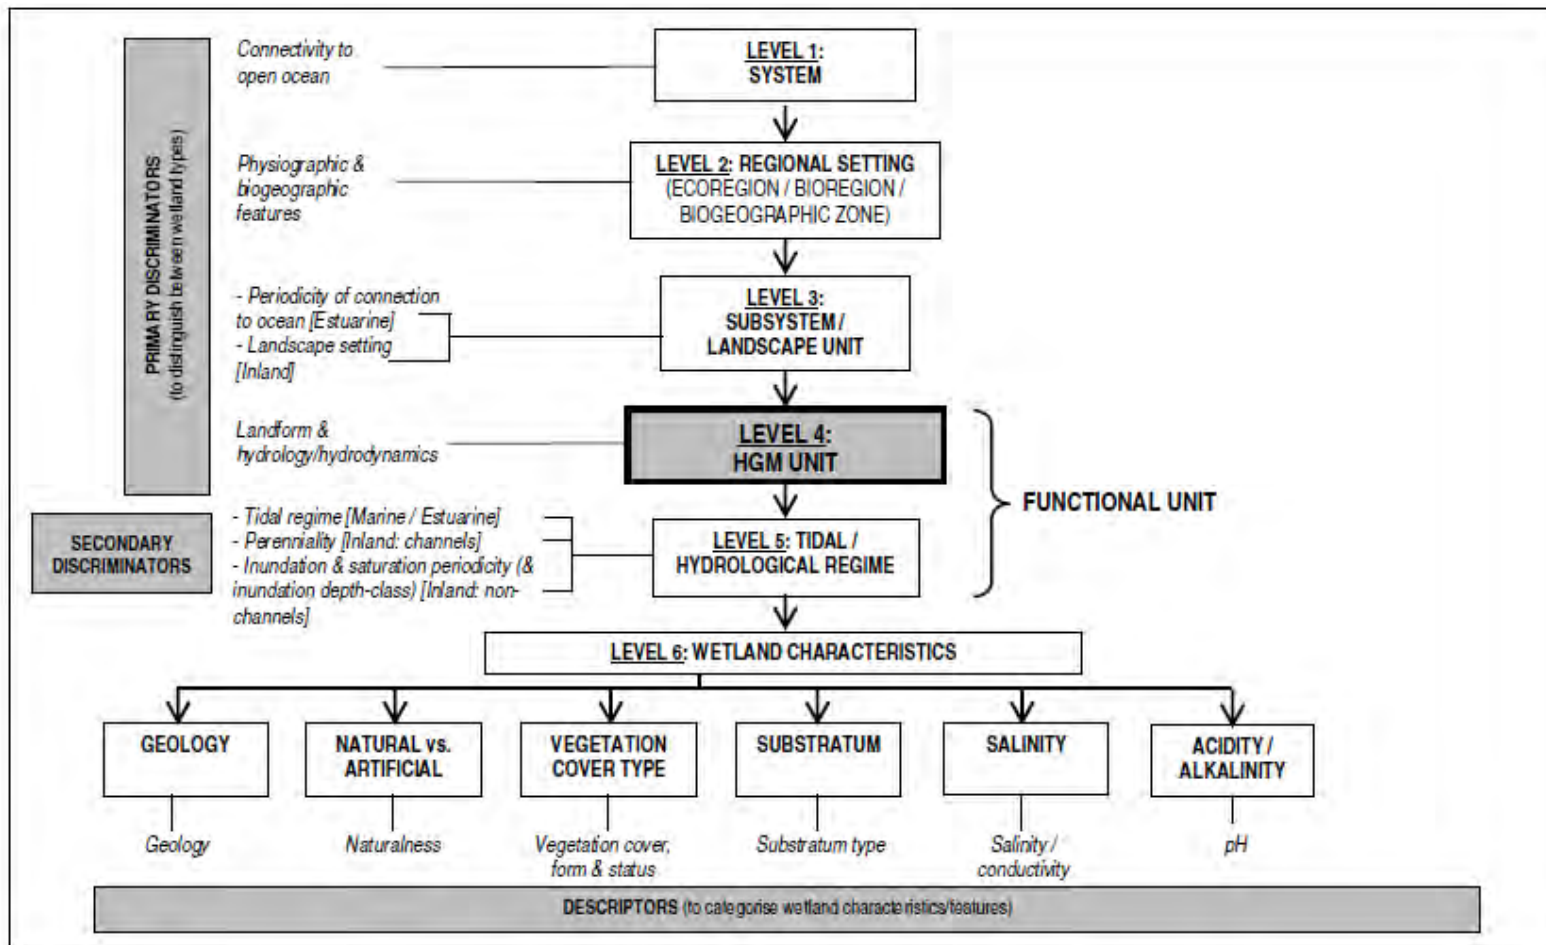 PRIMARY DISCRIMINATORS
(to distinguish between wetland types)
Connectivity to
open ocean
LEVEL 1:
SYSTEM
Physiographic &
biogeographic
features
LEVEL 2: REGIONAL SETTING
(ECOREGION / BIOREGION /
BIOGEOGRAPHIC ZONE)
- Periodicity of connection
to ocean [Estuarine]
- Landscape setting
[Inland]
LEVEL 3:
SUBSYSTEM /
LANDSCAPE UNIT
Landform &
hydrology/hydrodynamics
LEVEL 4:
HGM UNIT
FUNCTIONAL UNIT
SECONDARY
DISCRIMINATORS
- Tidal regime [Marine / Estuarine]
- Perenniality [Inland: channels]
- Inundation & saturation periodicity (&
inundation depth-class) [Inland: non-
channels]
LEVEL 5: TIDAL /
HYDROLOGICAL REGIME
LEVEL 6: WETLAND CHARACTERISTICS
GEOLOGY
NATURAL vs.
ARTIFICIAL
VEGETATION
COVER TYPE
SUBSTRATUM
SALINITY
ACIDITY /
ALKALINITY
Geology
Naturalness
Vegetation cover,
form & status
Substratum type
Salinity /
conductivity
pH
DESCRIPTORS (to categorise wetland characteristics/features)